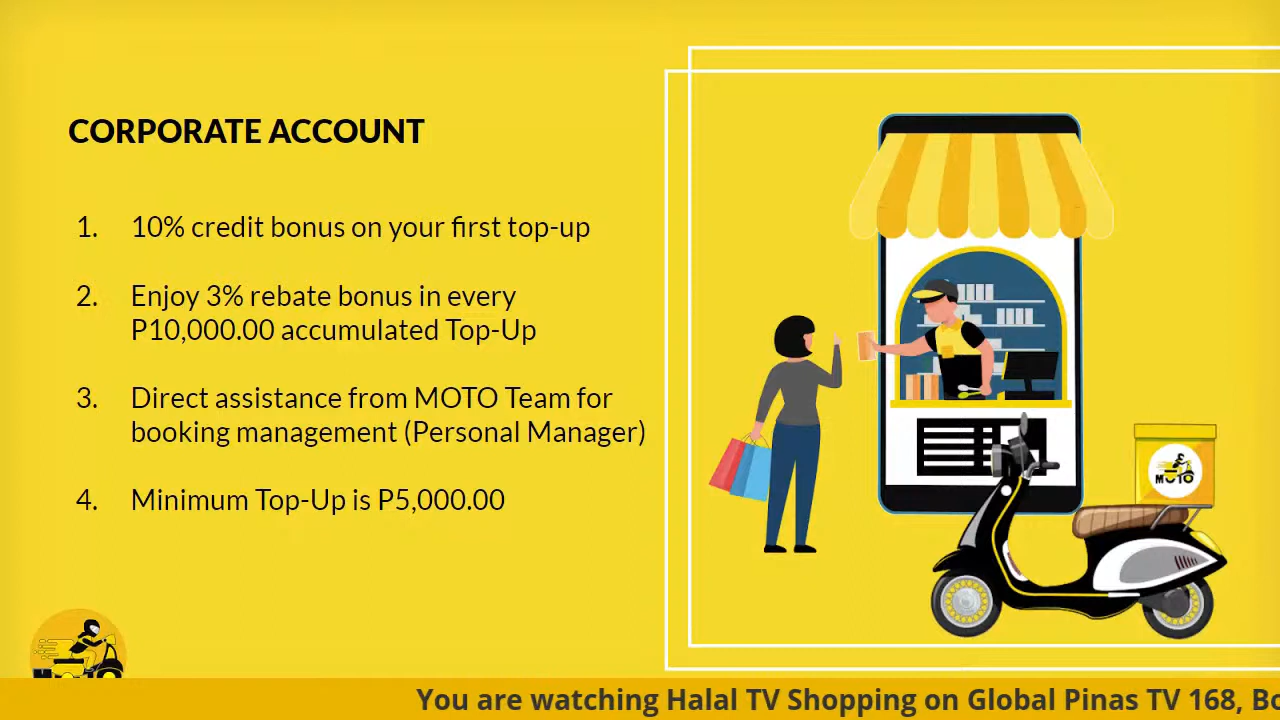 CORPORATE ACCOUNT
1. 10% credit bonus on your first top-up
2. Enjoy 3% rebate bonus in every
P10,000.00 accumulated Top-Up
3. Direct assistance from MOTO Team for
booking management (Personal Manager)
4. Minimum Top-Up is P5,000.00
MOTO
You are watching Halal TV Shopping on Global Pinas TV 168,